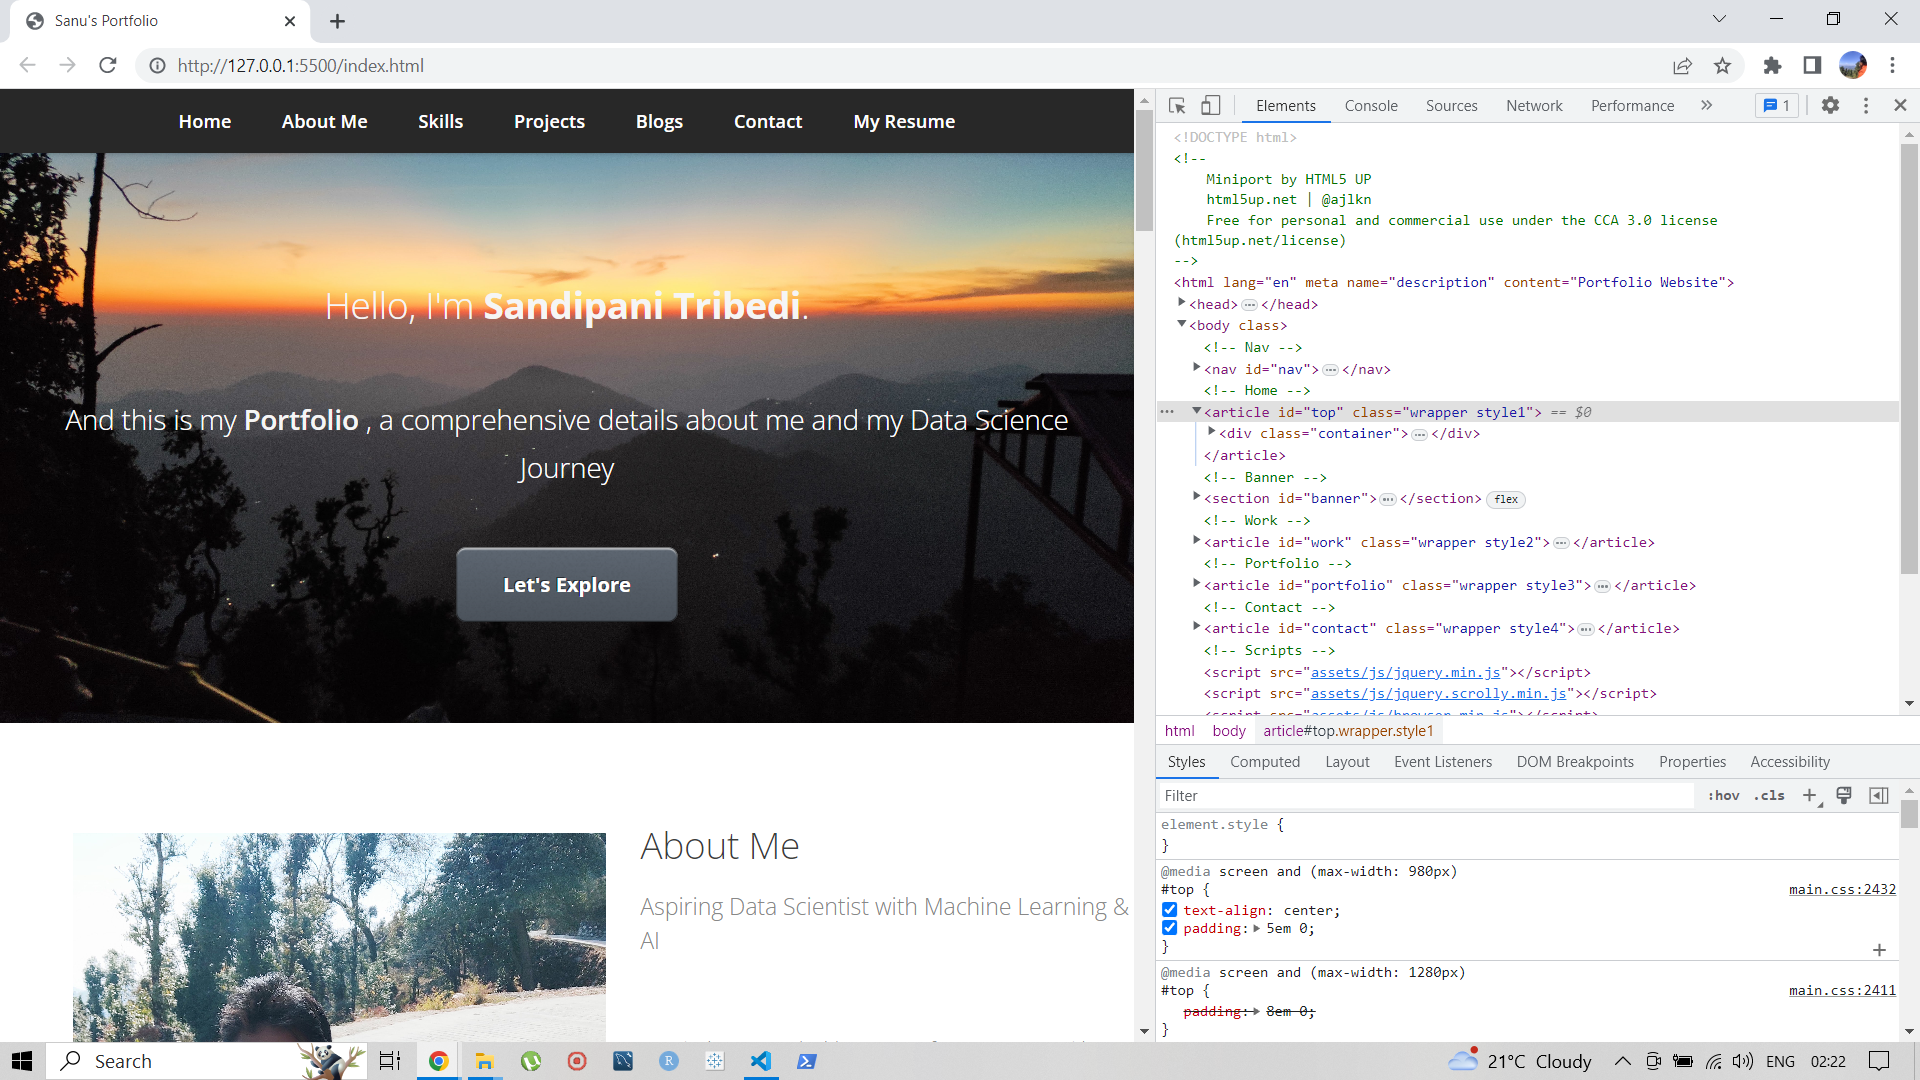 Sanu's Portfolio
http://127.0.0.1:5500/index.html
Home About Me Skills Projects Blogs Contact My Resume
Hello, I'm Sandipani Tribedi.
And this is my Portfolio , a comprehensive details about me and my Data Science
Journey
Let's Explore
About Me
Aspiring Data Scientist with Machine Learning &
AI
Elements Console Sources Network Performance 1
<!DOCTYPE html>
<!--
Miniport by HTML5 UP
html5up.net | @ajlkn
Free for personal and commercial use under the CCA 3.0 license
(html5up.net/license)
-->
<html lang="en" meta name="description" content="Portfolio Website">
<head>…</head>
<body class>
<!-- Nav -->
<nav id="nav">…</nav>
<!-- Home -->
<article id="top" class="wrapper style1"> == $0
<div class="container">…</div>
</article>
<!-- Banner -->
<section id="banner">…</section> flex
<!-- Work -->
<article id="work" class="wrapper style2">…</article>
<!-- Portfolio -->
<article id="portfolio" class="wrapper style3">…</article>
<!-- Contact -->
<article id="contact" class="wrapper style4">…</article>
<!-- Scripts -->
<script src="assets/js/jquery.min.js"></script>
<script src="assets/js/jquery.scrolly.min.js"></script>
<script src="assets/js/browser.min.js"></script>
html body article#top.wrapper.style1
Styles Computed Layout Event Listeners DOM Breakpoints Properties Accessibility
Filter :hov .cls
element.style {
}
@media screen and (max-width: 980px)
#top { main.css:2432
text-align: center;
padding: 5em 0;
}
@media screen and (max-width: 1280px)
#top { main.css:2411
padding: 8em 0;
}
Search 21°C Cloudy ENG 02:22